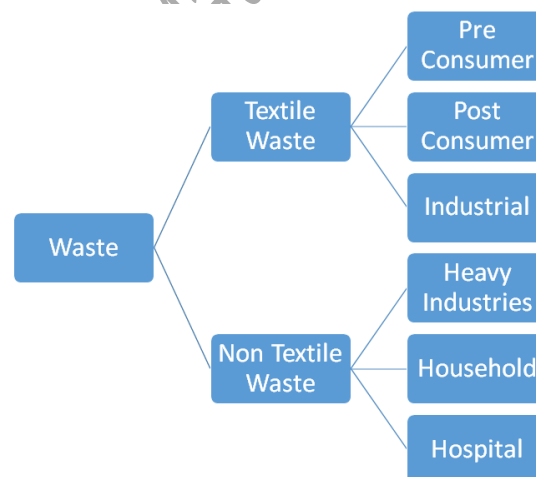 Pre
Consumer
Textile
Waste
Post
Consumer
Industrial
Waste
Heavy
Industries
Non Textile
Waste
Household
Hospital